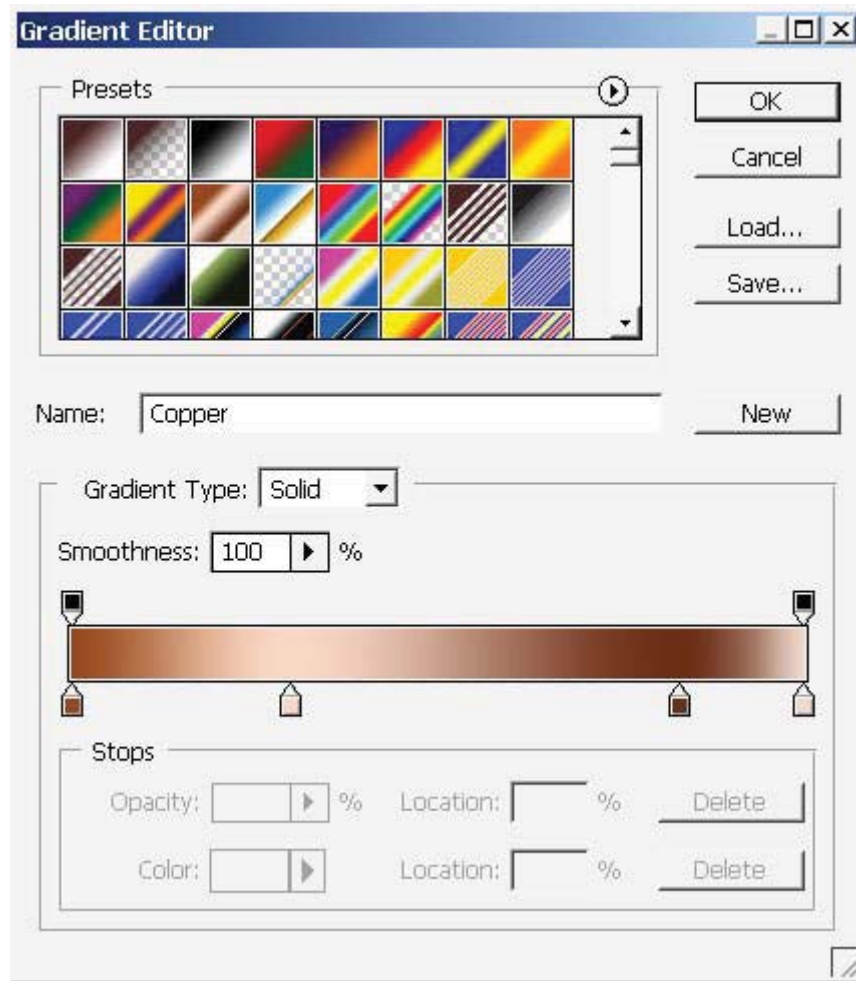 Gradient Editor
Presets
OK
Cancel
Load...
Save...
Name: Copper
New
Gradient Type: Solid
Smoothness: 100 %
Stops
Opacity: % Location: % Delete
Color: Location: % Delete